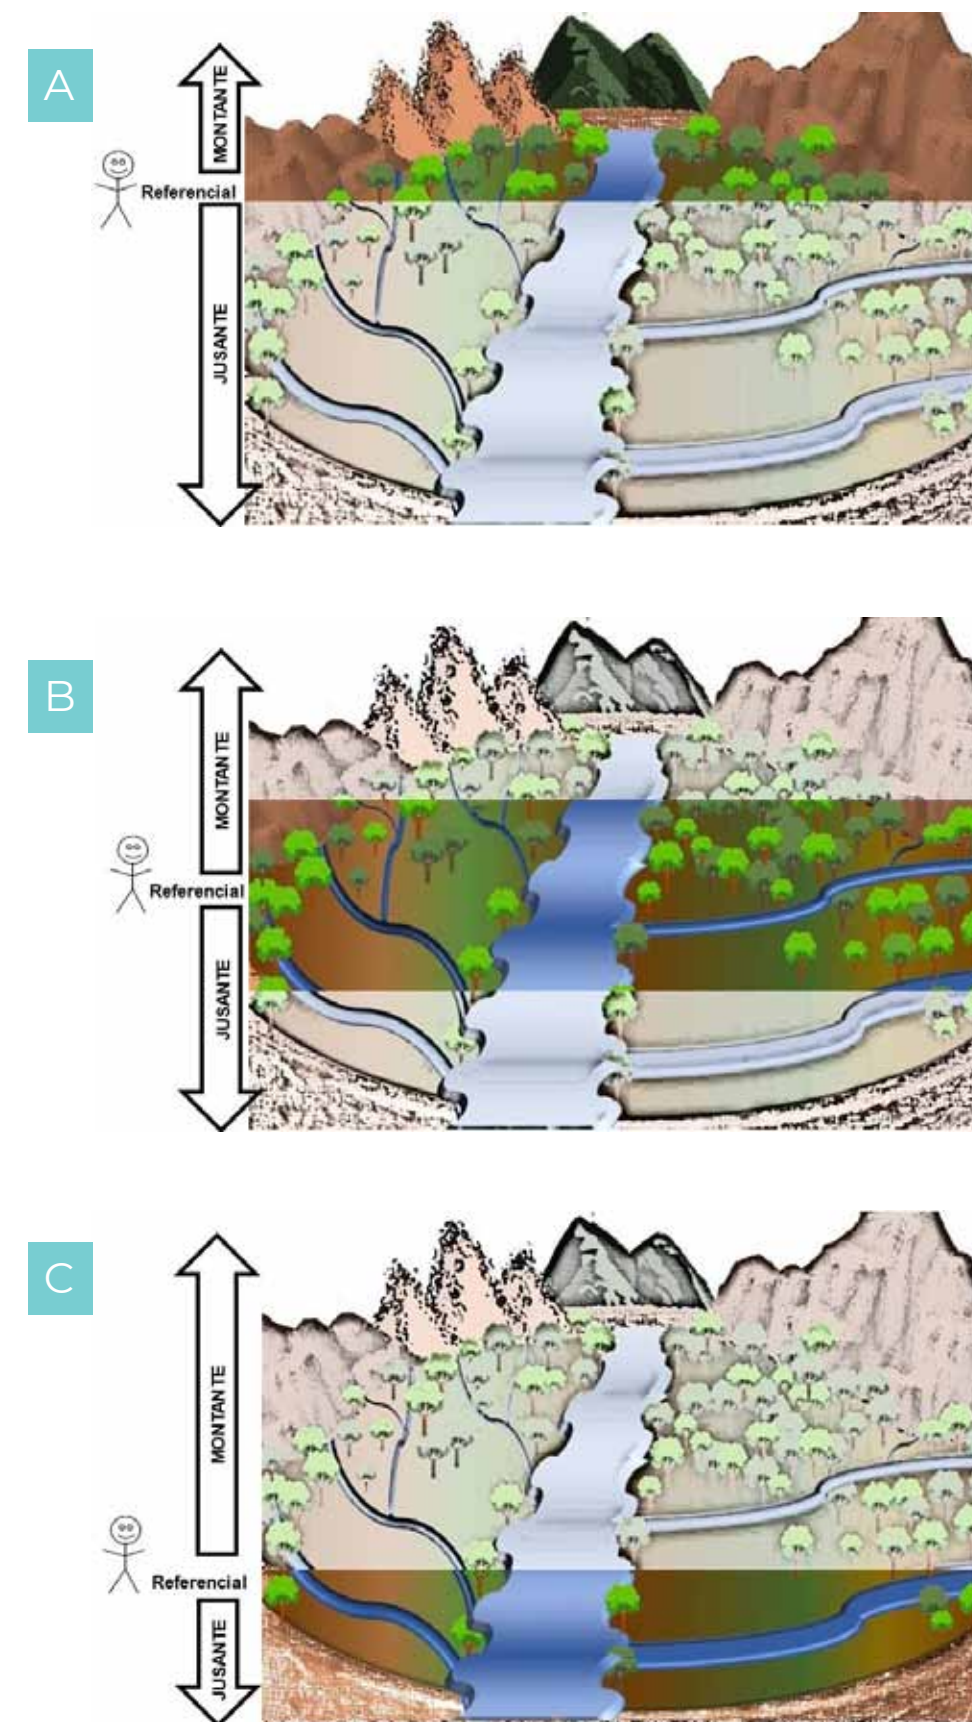 A
MONTANTE
Referencial
JUSANTE
B
MONTANTE
Referencial
JUSANTE
C
MONTANTE
Referencial
JUSANTE